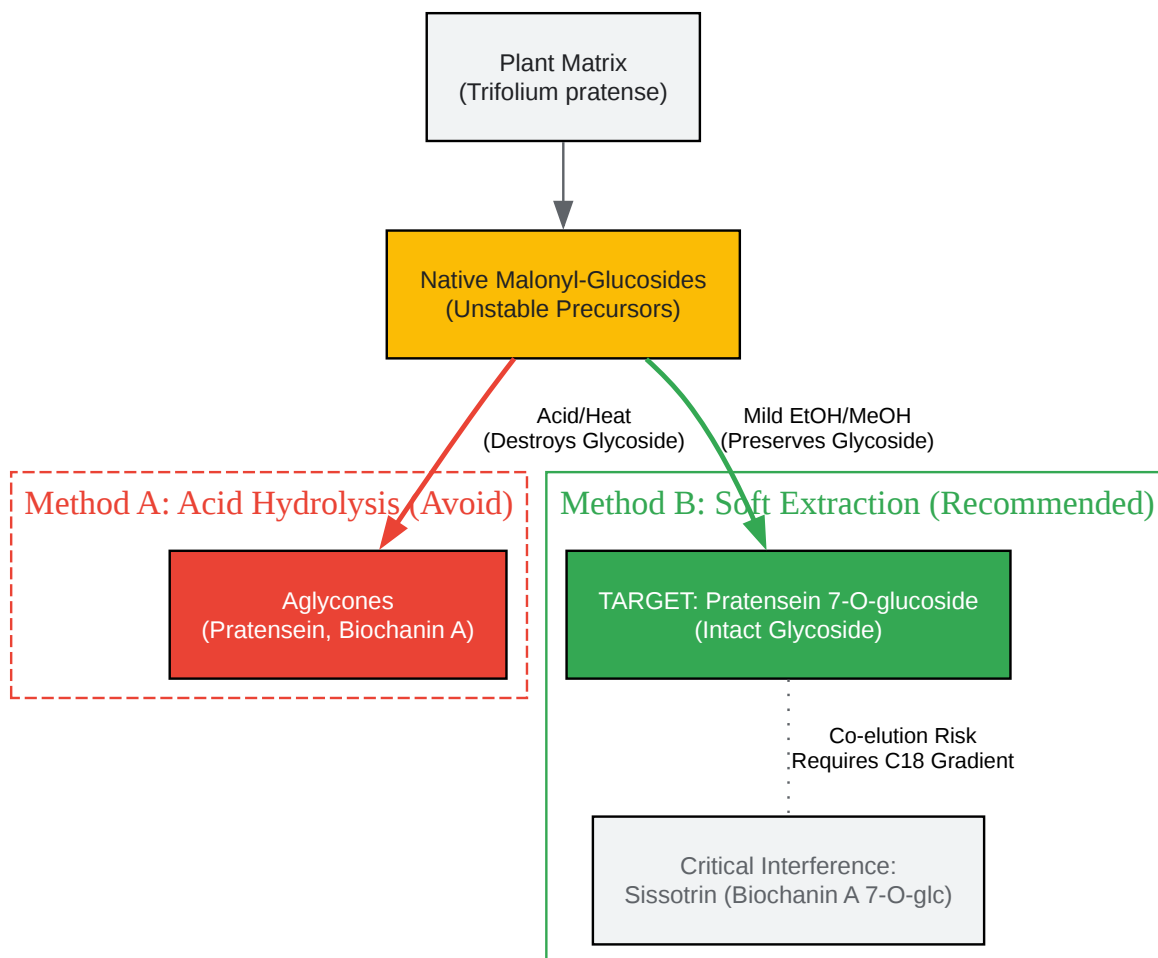 Plant Matrix
(Trifolium pratense)
Native Malonyl-Glucosides
(Unstable Precursors)
Acid/Heat
(Destroys Glycoside)
Mild EtOH/MeOH
(Preserves Glycoside)
Method A: Acid Hydrolysis (Avoid)
Aglycones
(Pratensein, Biochanin A)
Method B: Soft Extraction (Recommended)
TARGET: Pratensein 7-O-glucoside
(Intact Glycoside)
Co-elution Risk
Requires C18 Gradient
Critical Interference:
Sissotrin (Biochanin A 7-O-glc)